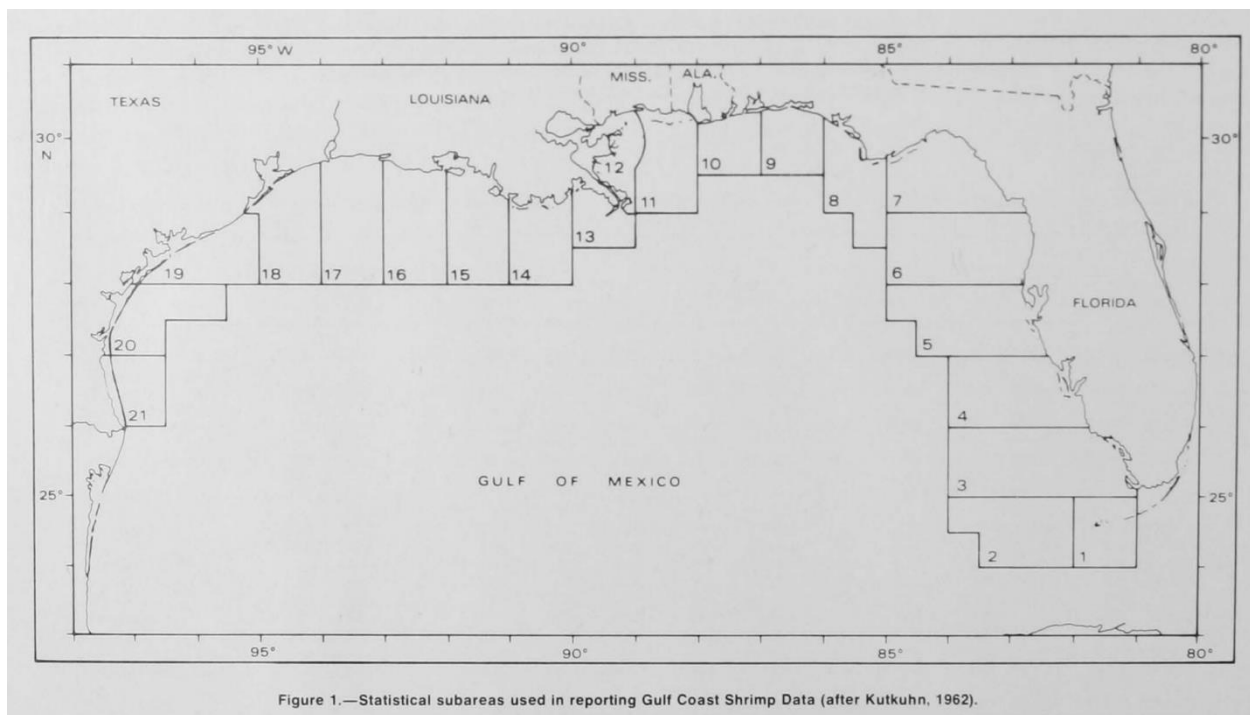 95° W 90° 85° 80°
MISS. ALA.
TEXAS LOUISIANA
30°
N
30°
12
10 9
11 8 7
13
19 18 17 16 15 14 6
FLORIDA
20 5
21 4
GULF OF MEXICO
25° 3 25°
2 1
95° 90° 85° 80°
Figure 1.—Statistical subareas used in reporting Gulf Coast Shrimp Data (after Kutkuhn, 1962).